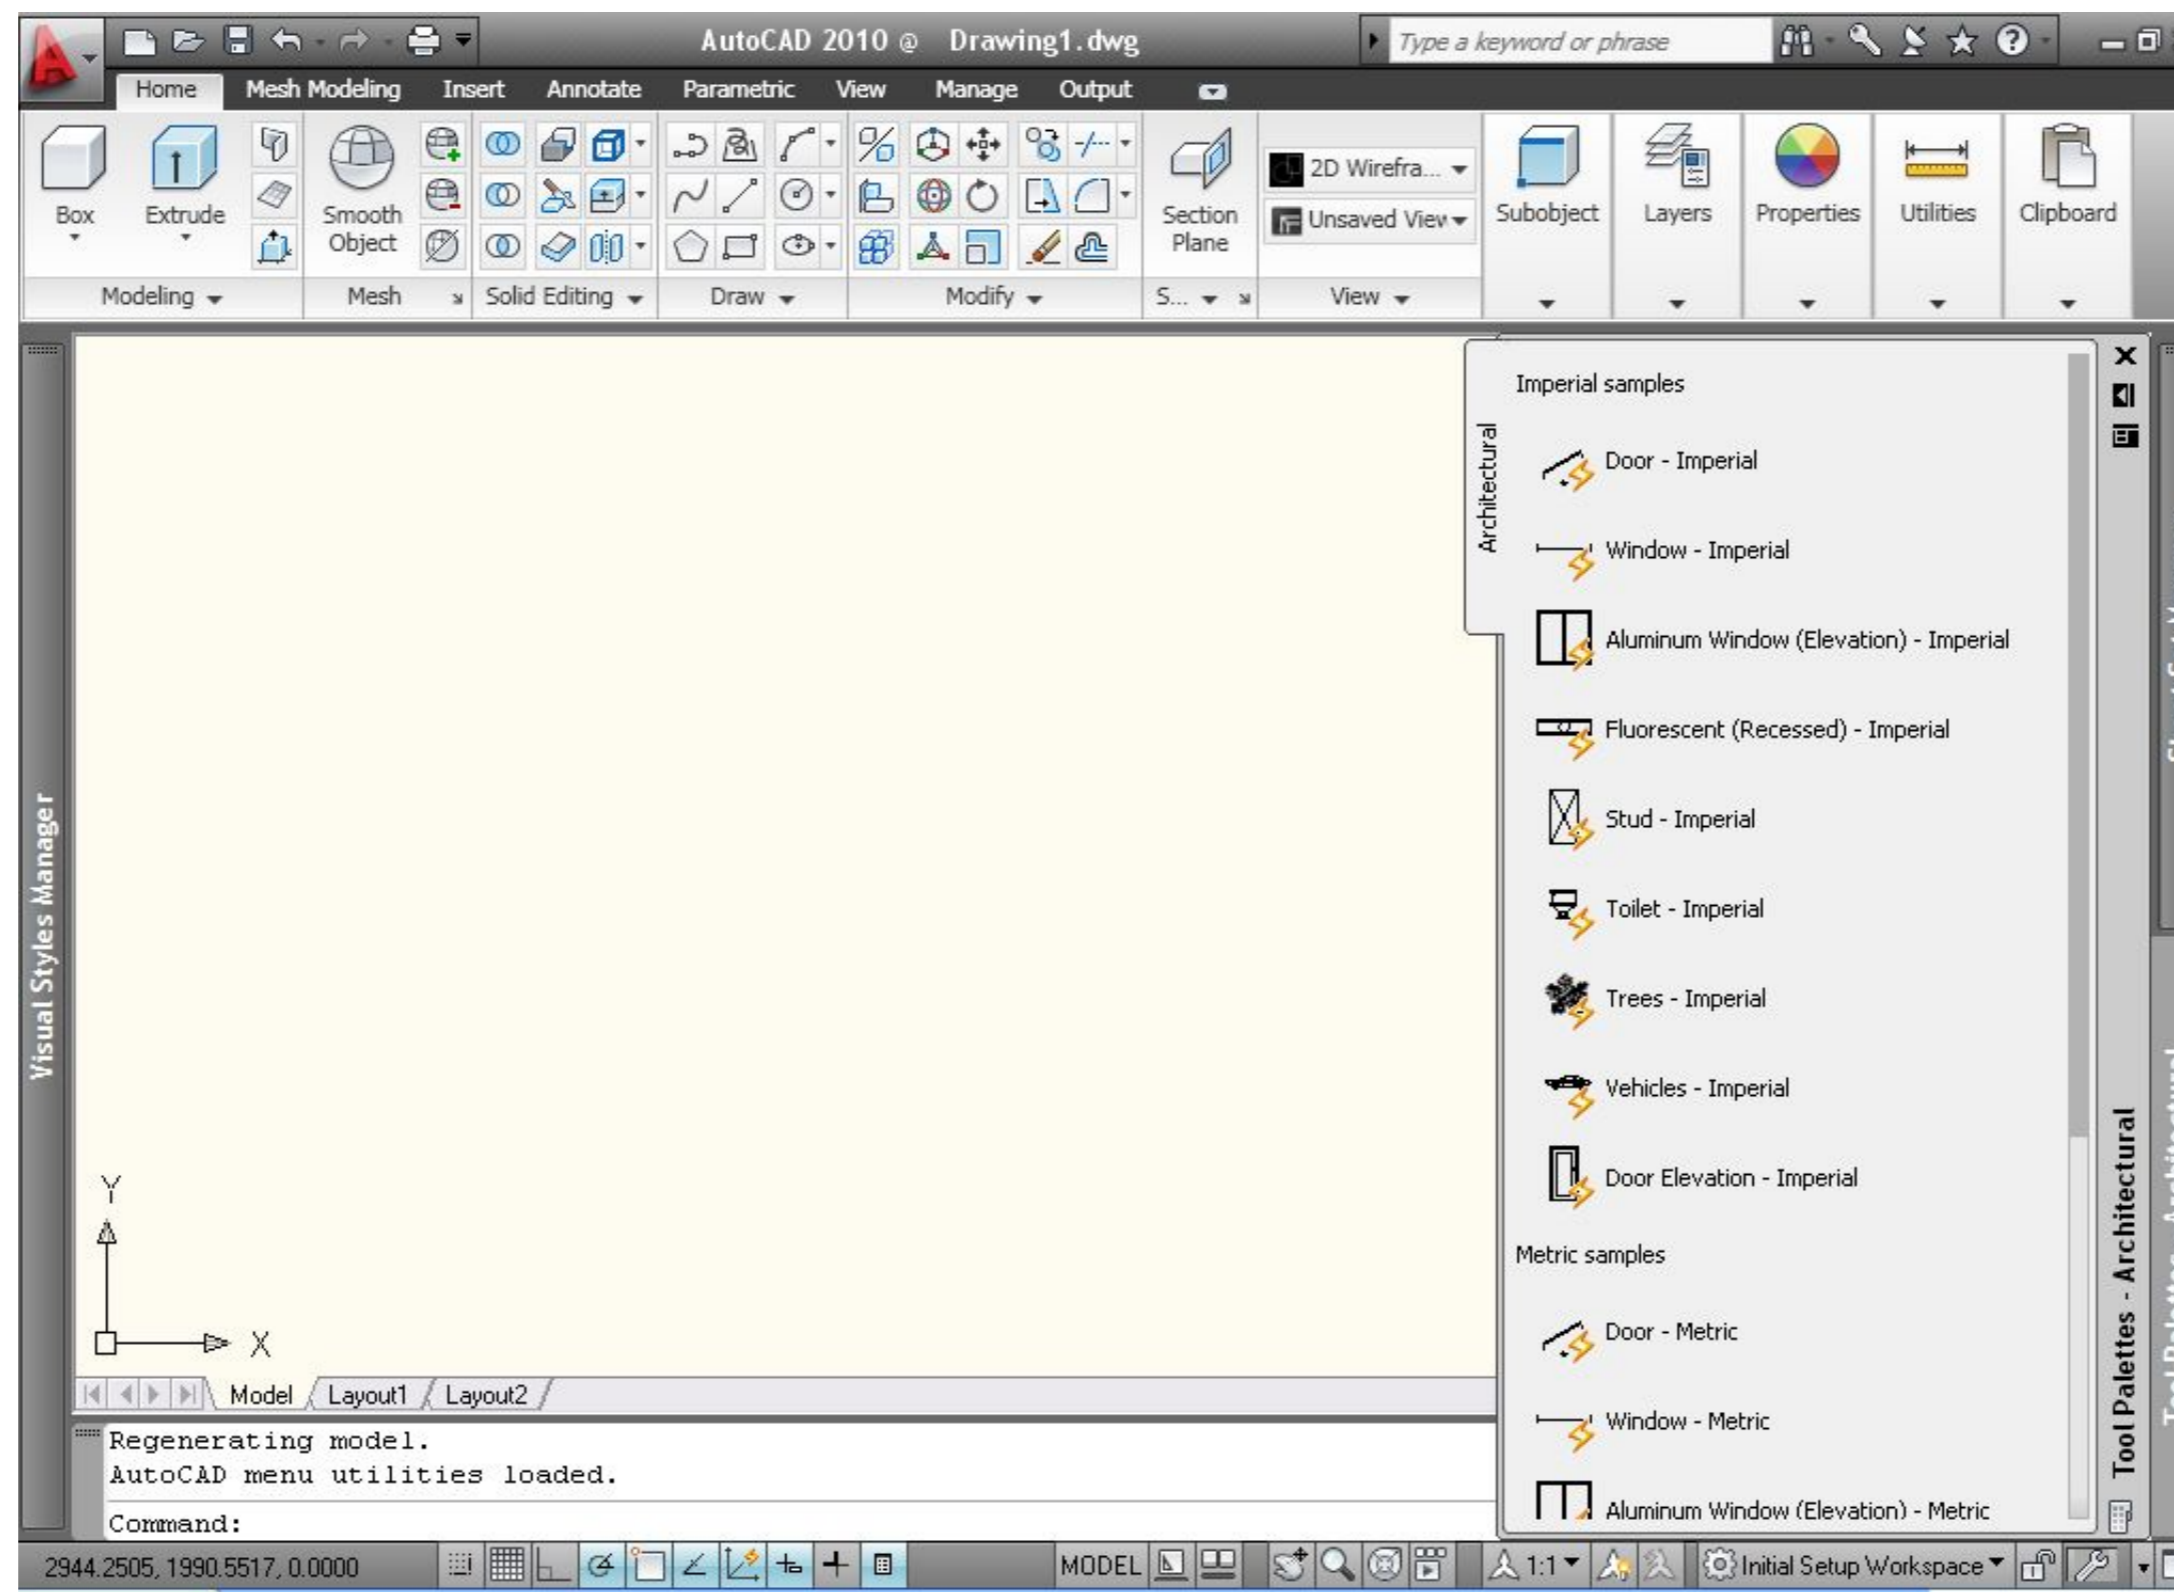 AutoCAD 2010 @ Drawing1.dwg
Type a keyword or phrase
Home Mesh Modeling Insert Annotate Parametric View Manage Output
Box
Extrude
Smooth
Object
Section
Plane
2D Wirefra...
Unsaved View
Subobject
Layers
Properties
Utilities
Clipboard
Modeling Mesh Solid Editing Draw Modify S... View
Visual Styles Manager
Architectural
Imperial samples
Door - Imperial
Window - Imperial
Aluminum Window (Elevation) - Imperial
Fluorescent (Recessed) - Imperial
Stud - Imperial
Toilet - Imperial
Trees - Imperial
Vehicles - Imperial
Door Elevation - Imperial
Metric samples
Door - Metric
Window - Metric
Aluminum Window (Elevation) - Metric
Tool Palettes - Architectural
Y
X
Model Layout1 Layout2
Regenerating model.
AutoCAD menu utilities loaded.
Command:
2944.2505, 1990.5517, 0.0000
MODEL
1:1
Initial Setup Workspace